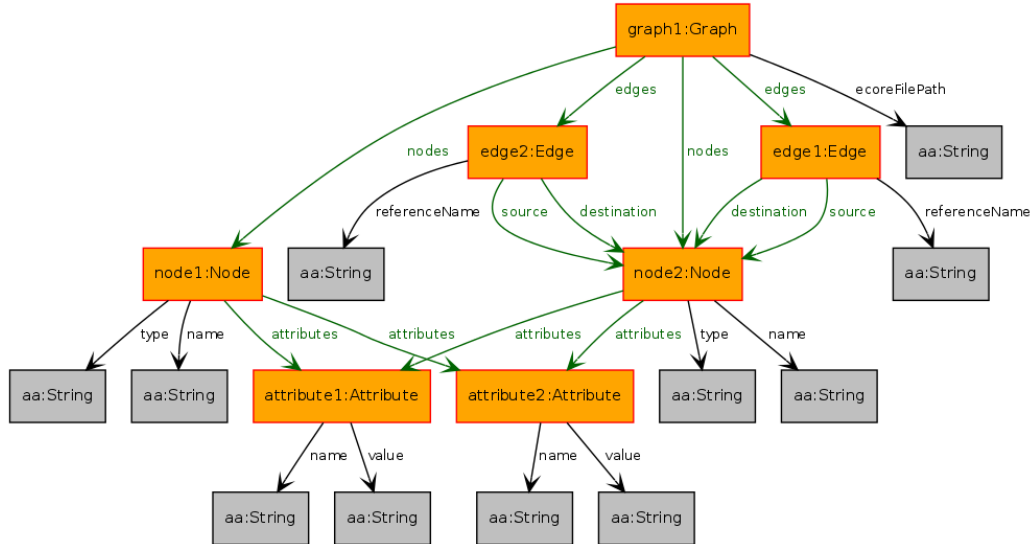 graph1:Graph
edges
edges
ecoreFilePath
nodes
nodes
edge2:Edge
edge1:Edge
aa:String
referenceName
source
destination
destination
source
referenceName
node1:Node
aa:String
node2:Node
aa:String
type
name
attributes
attributes
attributes
attributes
type
name
aa:String
aa:String
attribute1:Attribute
attribute2:Attribute
aa:String
aa:String
name
value
name
value
aa:String
aa:String
aa:String
aa:String